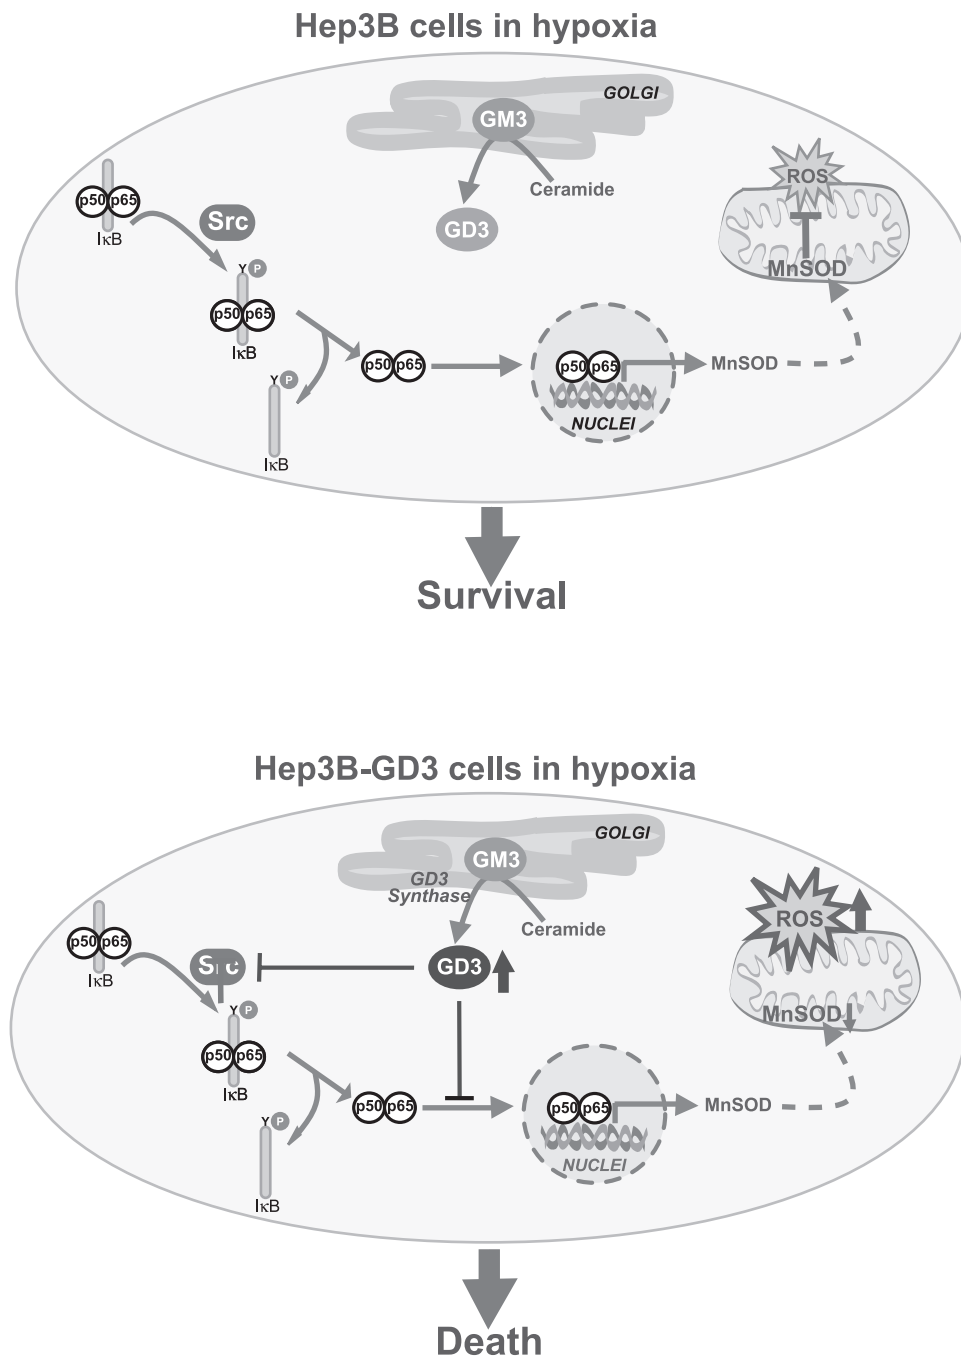 Hep3B cells in hypoxia
GOLGI
GM3
Ceramide
GD3
ROS
MnSOD
p50 p65
IκB
Src
Y P
p50 p65
IκB
Y P
IκB
p50 p65
p50 p65
NUCLEI
MnSOD
Survival
Hep3B-GD3 cells in hypoxia
GOLGI
GM3
GD3
Synthase
Ceramide
GD3
ROS
MnSOD
p50 p65
IκB
Src
Y P
p50 p65
IκB
Y P
IκB
p50 p65
p50 p65
NUCLEI
MnSOD
Death